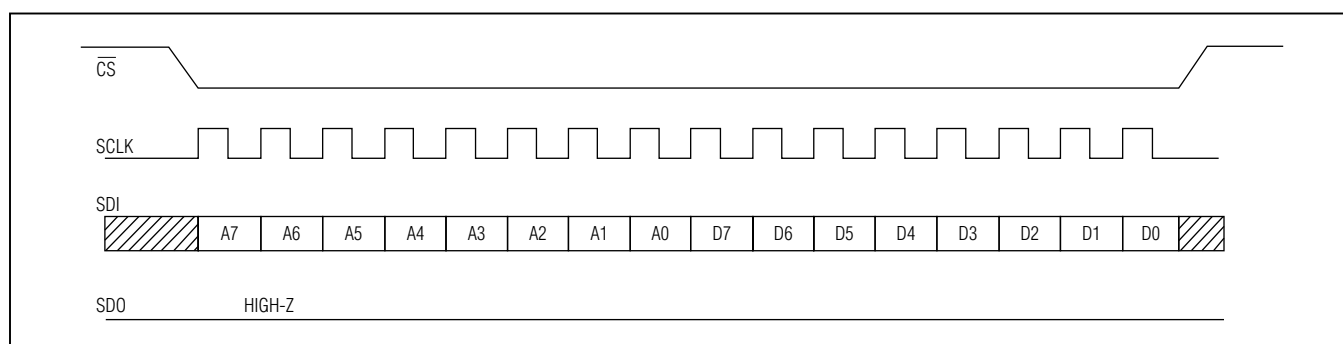 C̅S̅
SCLK
SDI
A7 A6 A5 A4 A3 A2 A1 A0 D7 D6 D5 D4 D3 D2 D1 D0
SDO HIGH-Z